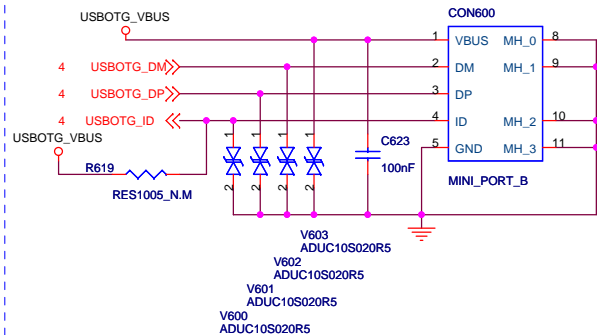 USBOTG_VBUS
CON600
1 VBUS MH_0 8
4 USBOTG_DM 2 DM MH_1 9
4 USBOTG_DP 3 DP
4 USBOTG_ID 4 ID MH_2 10
USBOTG_VBUS
1 1 1 1 C623 5 GND MH_3 11
R619 100nF
2 2 2 2
RES1005_N.M MINI_PORT_B
V603
ADUC10S020R5
V602
ADUC10S020R5
V601
ADUC10S020R5
V600
ADUC10S020R5